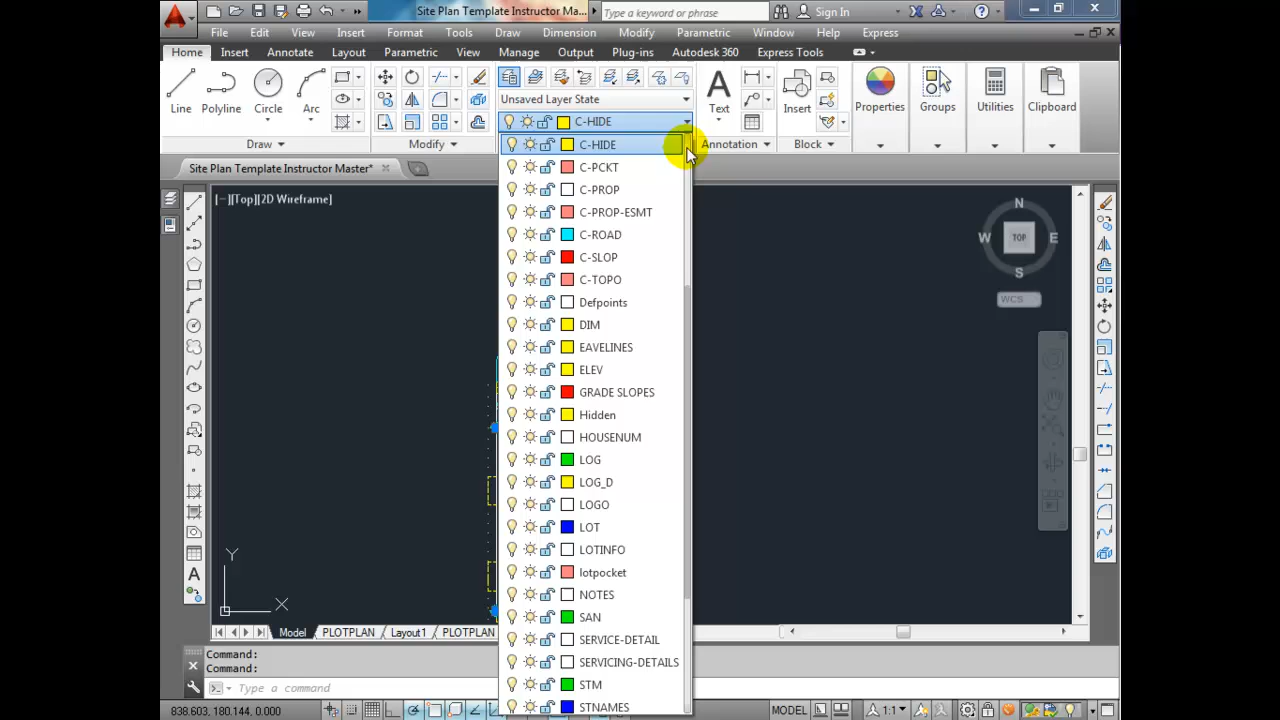 Site Plan Template Instructor Ma...
Type a keyword or phrase
Sign In
File
Edit
View
Insert
Format
Tools
Draw
Dimension
Modify
Parametric
Window
Help
Express
Home
Insert
Annotate
Layout
Parametric
View
Manage
Output
Plug-ins
Autodesk 360
Express Tools
Line
Polyline
Circle
Arc
Draw
Modify
Unsaved Layer State
C-HIDE
Text
Annotation
Insert
Block
Properties
Groups
Utilities
Clipboard
Site Plan Template Instructor Master*
[−][Top][2D Wireframe]
C-HIDE
C-PCKT
C-PROP
C-PROP-ESMT
C-ROAD
C-SLOP
C-TOPO
Defpoints
DIM
EAVELINES
ELEV
GRADE SLOPES
Hidden
HOUSENUM
LOG
LOG_D
LOGO
LOT
LOTINFO
lotpocket
NOTES
SAN
SERVICE-DETAIL
SERVICING-DETAILS
STM
STNAMES
N
W
TOP
E
S
WCS
Y
X
A
Model
PLOTPLAN
Layout1
PLOTPLAN
Command:
Command:
Type a command
838.603, 180.144, 0.000
MODEL
1:1